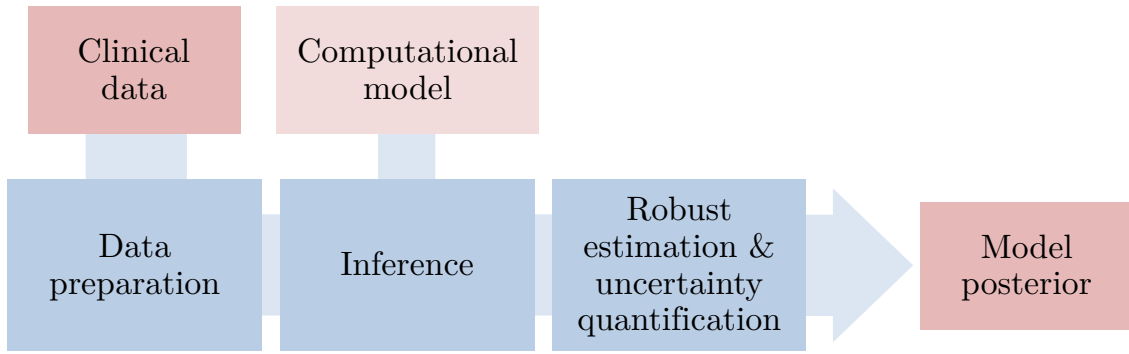 Clinical
data
Computational
model
Data
preparation
Inference
Robust
estimation &
uncertainty
quantification
Model
posterior